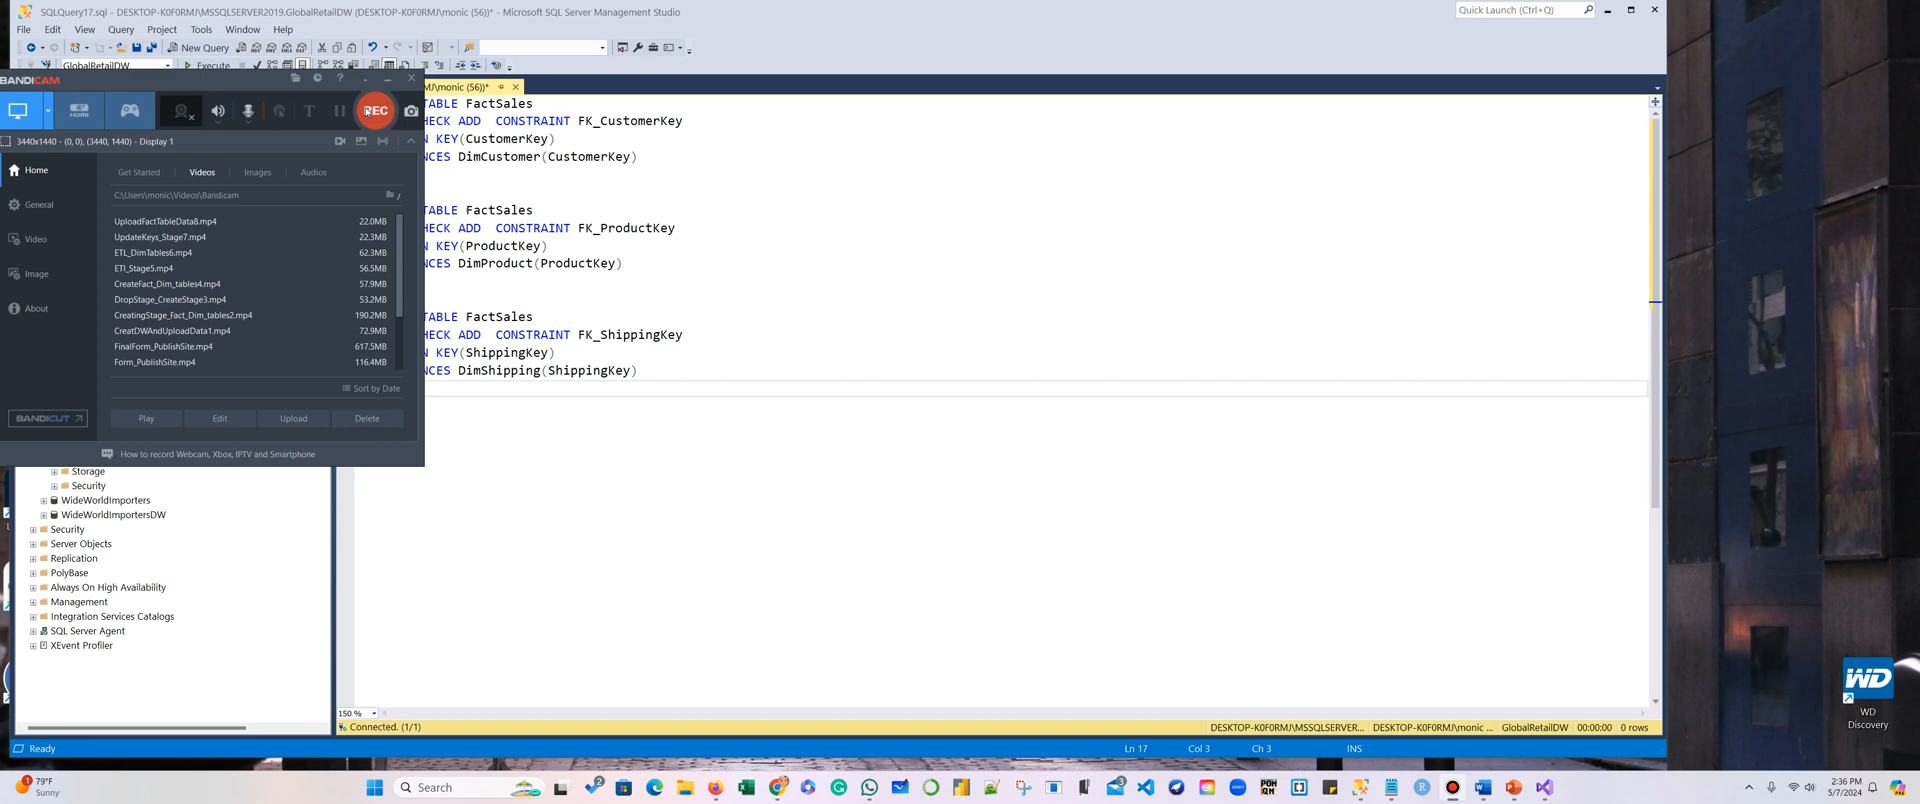 SQLQuery17.sql - DESKTOP-K0F0RMJ\MSSQLSERVER2019.GlobalRetailDW (DESKTOP-K0F0RMJ\monic (56))* - Microsoft SQL Server Management Studio
Quick Launch (Ctrl+Q)
File Edit View Query Project Tools Window Help
New Query
GlobalRetailDW
Execute
BANDICAM
MJ\monic (56))*
HDMI
REC
3440x1440 - (0, 0), (3440, 1440) - Display 1
Home
General
Video
Image
About
BANDICUT
Get Started Videos Images Audios
C:\Users\monic\Videos\Bandicam
UploadFactTableData8.mp4 22.0MB
UpdateKeys_Stage7.mp4 22.3MB
ETL_DimTables6.mp4 62.3MB
ETl_Stage5.mp4 56.5MB
CreateFact_Dim_tables4.mp4 57.9MB
DropStage_CreateStage3.mp4 53.2MB
CreatingStage_Fact_Dim_tables2.mp4 190.2MB
CreatDWAndUploadData1.mp4 72.9MB
FinalForm_PublishSite.mp4 617.5MB
Form_PublishSite.mp4 116.4MB
Sort by Date
Play Edit Upload Delete
How to record Webcam, Xbox, IPTV and Smartphone
TABLE FactSales
HECK ADD CONSTRAINT FK_CustomerKey
N KEY(CustomerKey)
NCES DimCustomer(CustomerKey)
TABLE FactSales
HECK ADD CONSTRAINT FK_ProductKey
N KEY(ProductKey)
NCES DimProduct(ProductKey)
TABLE FactSales
HECK ADD CONSTRAINT FK_ShippingKey
N KEY(ShippingKey)
NCES DimShipping(ShippingKey)
Storage
Security
WideWorldImporters
WideWorldImportersDW
Security
Server Objects
Replication
PolyBase
Always On High Availability
Management
Integration Services Catalogs
SQL Server Agent
XEvent Profiler
150 %
Connected. (1/1)
DESKTOP-K0F0RMJ\MSSQLSERVER... DESKTOP-K0F0RMJ\monic ... GlobalRetailDW 00:00:00 0 rows
Ready
Ln 17 Col 3 Ch 3 INS
WD
WD
Discovery
1
79°F
Sunny
Search
2
3
zoom
2:36 PM
5/7/2024